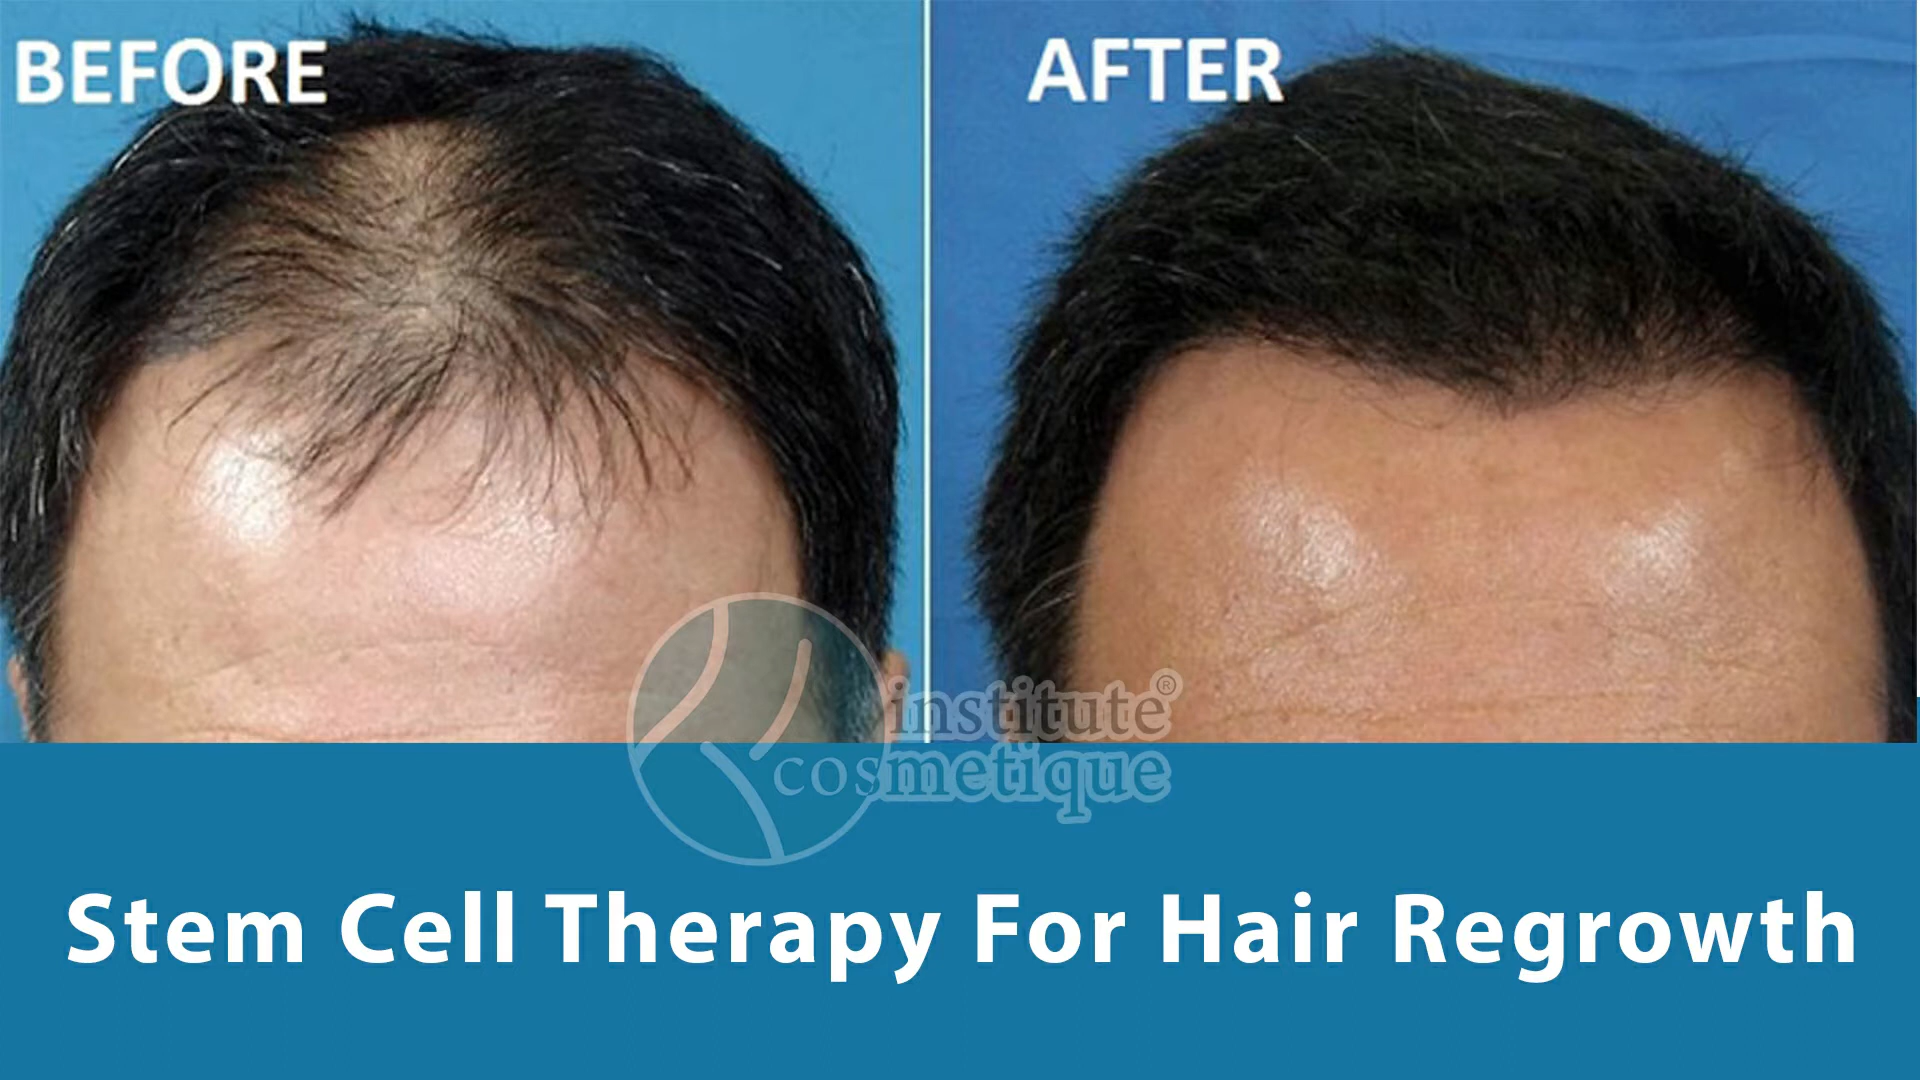 BEFORE
AFTER
institute®
cosmetique
Stem Cell Therapy For Hair Regrowth